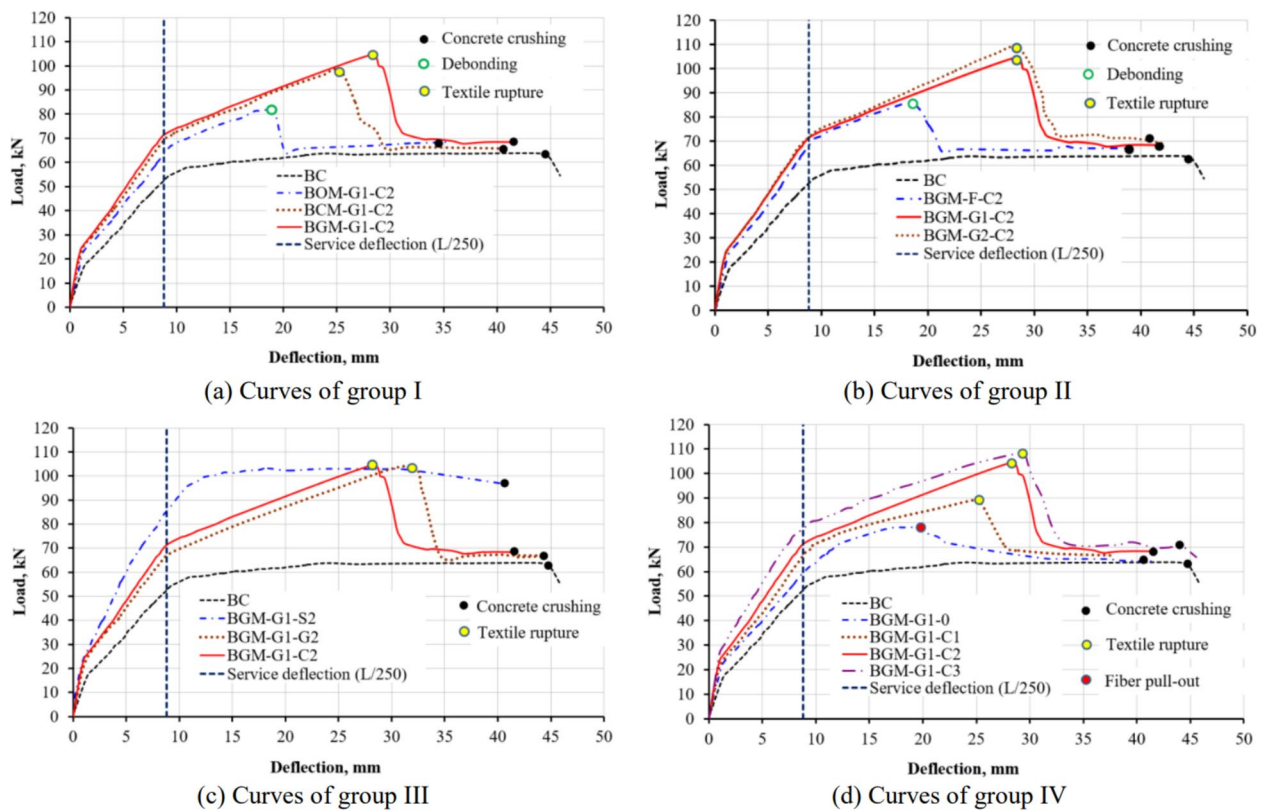 120
110
100
90
80
70
60
50
40
30
20
10
0
Load, kN
Concrete crushing
Debonding
Textile rupture
BC
BOM-G1-C2
BCM-G1-C2
BGM-G1-C2
Service deflection (L/250)
0 5 10 15 20 25 30 35 40 45 50
Deflection, mm
(a) Curves of group I
120
110
100
90
80
70
60
50
40
30
20
10
0
Load, kN
Concrete crushing
Debonding
Textile rupture
BC
BGM-F-C2
BGM-G1-C2
BGM-G2-C2
Service deflection (L/250)
0 5 10 15 20 25 30 35 40 45 50
Deflection, mm
(b) Curves of group II
120
110
100
90
80
70
60
50
40
30
20
10
0
Load, kN
BC
BGM-G1-S2
BGM-G1-G2
BGM-G1-C2
Service deflection (L/250)
Concrete crushing
Textile rupture
0 5 10 15 20 25 30 35 40 45 50
Deflection, mm
(c) Curves of group III
120
110
100
90
80
70
60
50
40
30
20
10
0
Load, kN
BC
BGM-G1-0
BGM-G1-C1
BGM-G1-C2
BGM-G1-C3
Service deflection (L/250)
Concrete crushing
Textile rupture
Fiber pull-out
0 5 10 15 20 25 30 35 40 45 50
Deflection, mm
(d) Curves of group IV